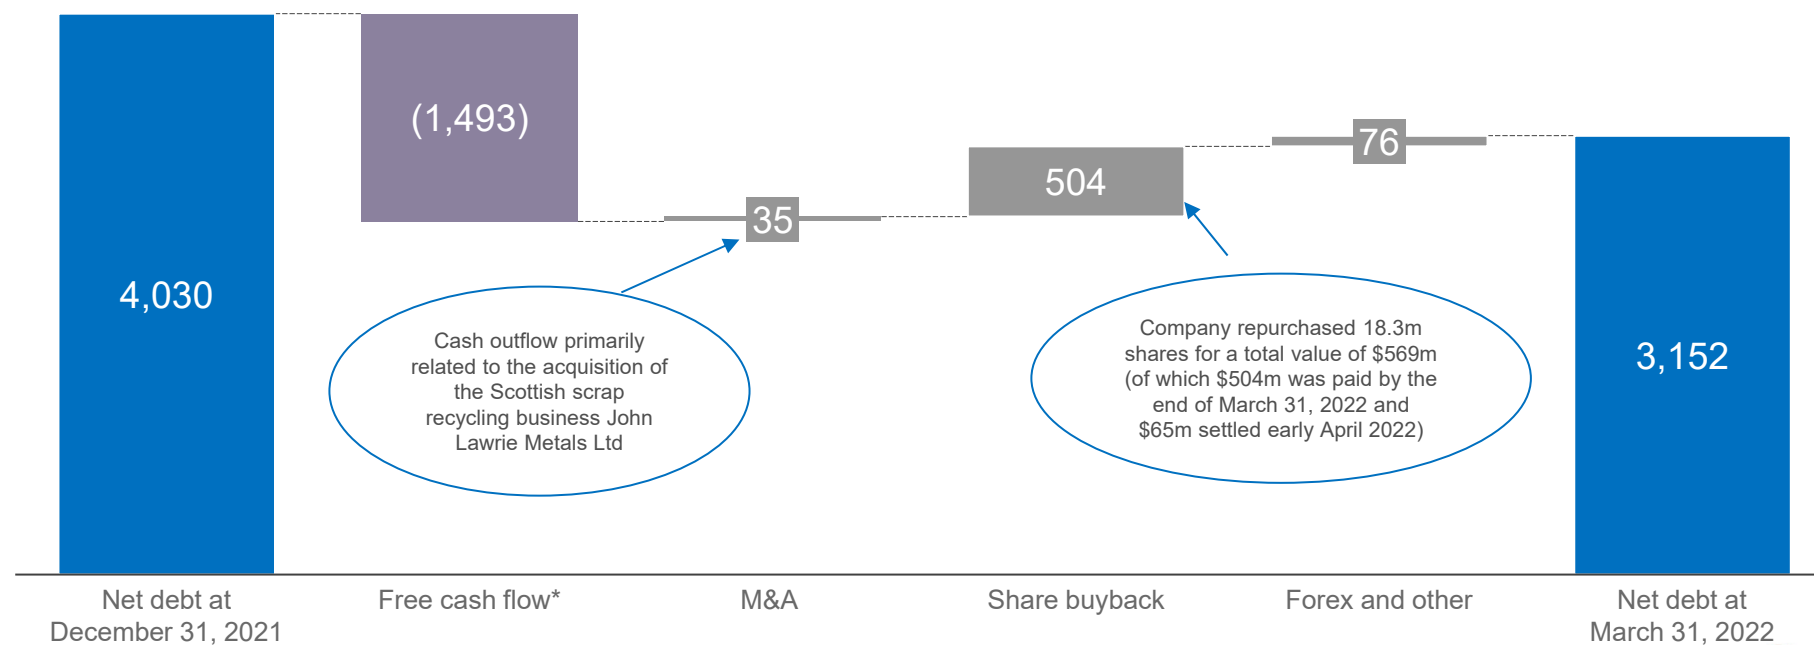 4,030
(1,493)
35
504
76
3,152
Cash outflow primarily
related to the acquisition of
the Scottish scrap
recycling business John
Lawrie Metals Ltd
Company repurchased 18.3m
shares for a total value of $569m
(of which $504m was paid by the
end of March 31, 2022 and
$65m settled early April 2022)
Net debt at
December 31, 2021
Free cash flow*
M&A
Share buyback
Forex and other
Net debt at
March 31, 2022